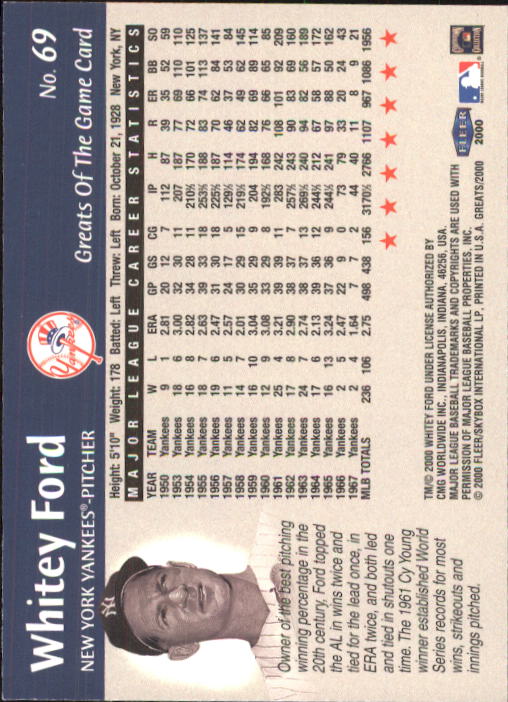 Whitey Ford
NEW YORK YANKEES®-PITCHER
Yankees
No. 69
Greats Of The Game Card
Height: 5'10" Weight: 178 Batted: Left Threw: Left Born: October 21, 1928 New York, NY
MAJOR LEAGUE CAREER STATISTICS
YEAR TEAM W L ERA GP GS CG IP H R ER BB SO
1950 Yankees 9 1 2.81 20 12 7 112 87 39 35 52 59
1953 Yankees 18 6 3.00 32 30 11 207 187 77 69 110 110
1954 Yankees 16 8 2.82 34 28 11 210⅔ 170 72 66 101 125
1955 Yankees 18 7 2.63 39 33 18 253⅔ 188 83 74 113 137
1956 Yankees 19 6 2.47 31 30 18 225⅔ 187 70 62 84 141
1957 Yankees 11 5 2.57 24 17 5 129⅓ 114 46 37 53 84
1958 Yankees 14 7 2.01 30 29 15 219⅓ 174 62 49 62 145
1959 Yankees 16 10 3.04 35 29 9 204 194 82 69 89 114
1960 Yankees 12 9 3.08 33 29 8 192⅔ 168 76 66 65 85
1961 Yankees 25 4 3.21 39 39 11 283 242 108 101 92 209
1962 Yankees 17 8 2.90 38 37 7 257⅔ 243 90 83 69 160
1963 Yankees 24 7 2.74 38 37 13 269⅓ 240 94 82 56 189
1964 Yankees 17 6 2.13 39 36 12 244⅔ 212 67 58 57 172
1965 Yankees 16 13 3.24 37 36 9 244⅓ 241 97 88 50 162
1966 Yankees 2 5 2.47 22 9 0 73 79 33 20 24 43
1967 Yankees 2 4 1.64 7 7 2 44 40 11 8 9 21
MLB TOTALS 236 106 2.75 498 438 156 3170⅓ 2766 1107 967 1086 1956
Owner of the best pitching
winning percentage in the
20th century, Ford topped
the AL in wins twice and
tied for the lead once, in
ERA twice, and both led
and tied in shutouts one
time. The 1961 Cy Young
winner established World
Series records for most
wins, strikeouts and
innings pitched.
TM/© 2000 WHITEY FORD UNDER LICENSE AUTHORIZED BY
CMG WORLDWIDE INC., INDIANAPOLIS, INDIANA. 46256, USA.
MAJOR LEAGUE BASEBALL TRADEMARKS AND COPYRIGHTS ARE USED WITH
PERMISSION OF MAJOR LEAGUE BASEBALL PROPERTIES, INC.
© 2000 FLEER/SKYBOX INTERNATIONAL LP. PRINTED IN U.S.A. GREATS/2000
FLEER
2000